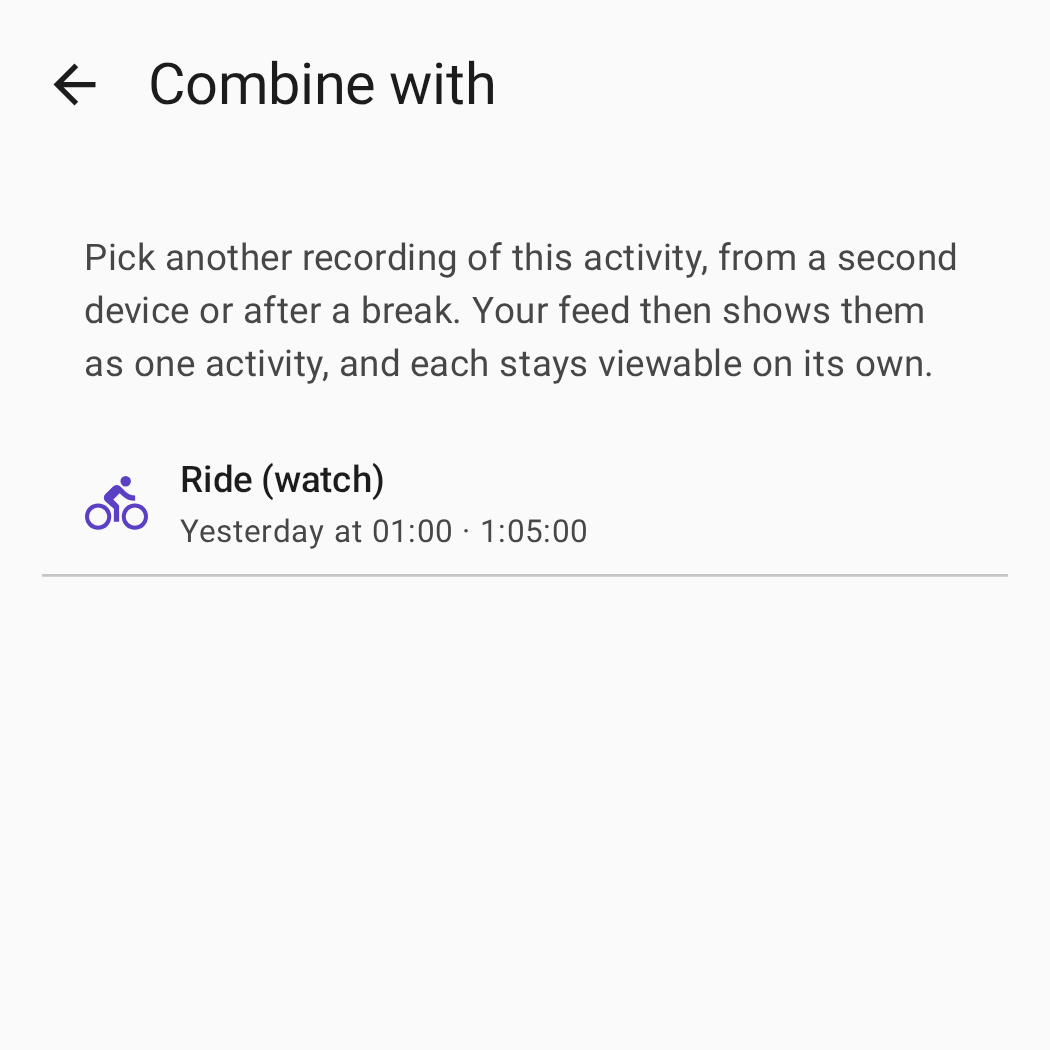 Combine with
Pick another recording of this activity, from a second
device or after a break. Your feed then shows them
as one activity, and each stays viewable on its own.
Ride (watch)
Yesterday at 01:00 · 1:05:00